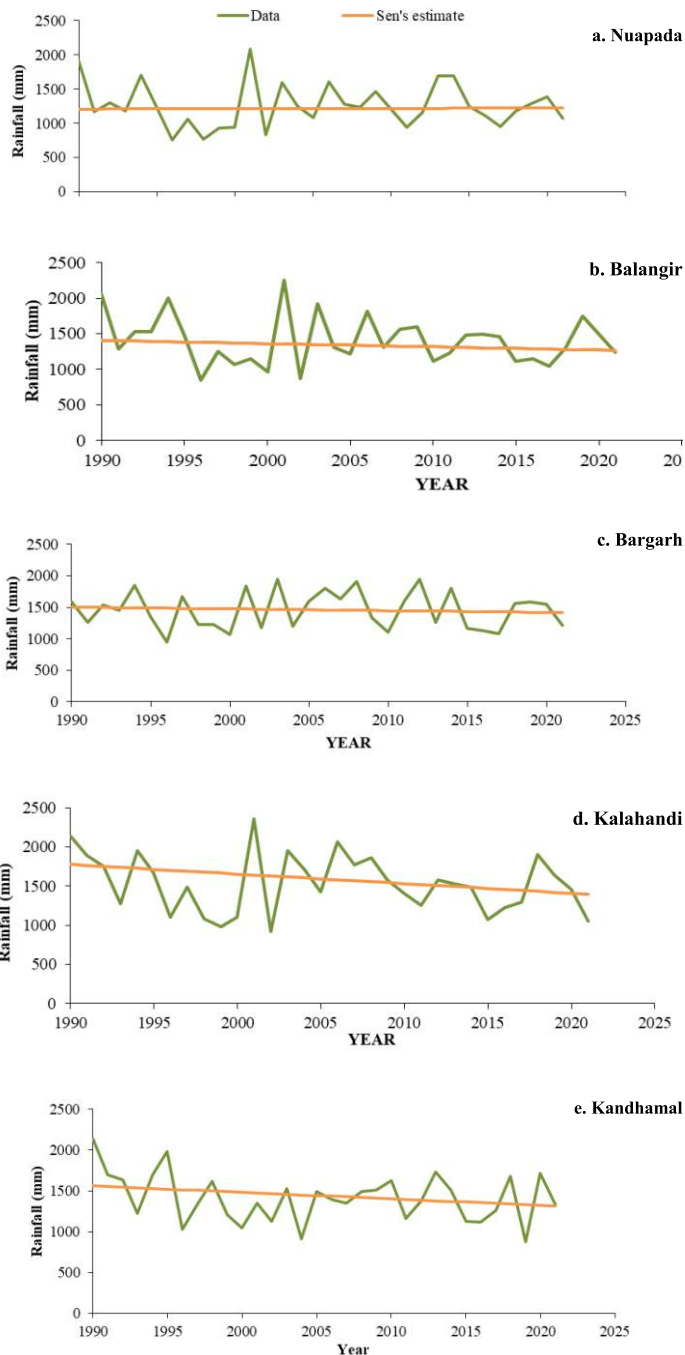 Data Sen's estimate
a. Nuapada
Rainfall (mm)
2500
2000
1500
1000
500
0
b. Balangir
Rainfall (mm)
2500
2000
1500
1000
500
0
1990 1995 2000 2005 2010 2015 2020 20
YEAR
c. Bargarh
Rainfall (mm)
2500
2000
1500
1000
500
0
1990 1995 2000 2005 2010 2015 2020 2025
YEAR
d. Kalahandi
Rainfall (mm)
2500
2000
1500
1000
500
0
1990 1995 2000 2005 2010 2015 2020 2025
YEAR
e. Kandhamal
Rainfall (mm)
2500
2000
1500
1000
500
0
1990 1995 2000 2005 2010 2015 2020 2025
Year